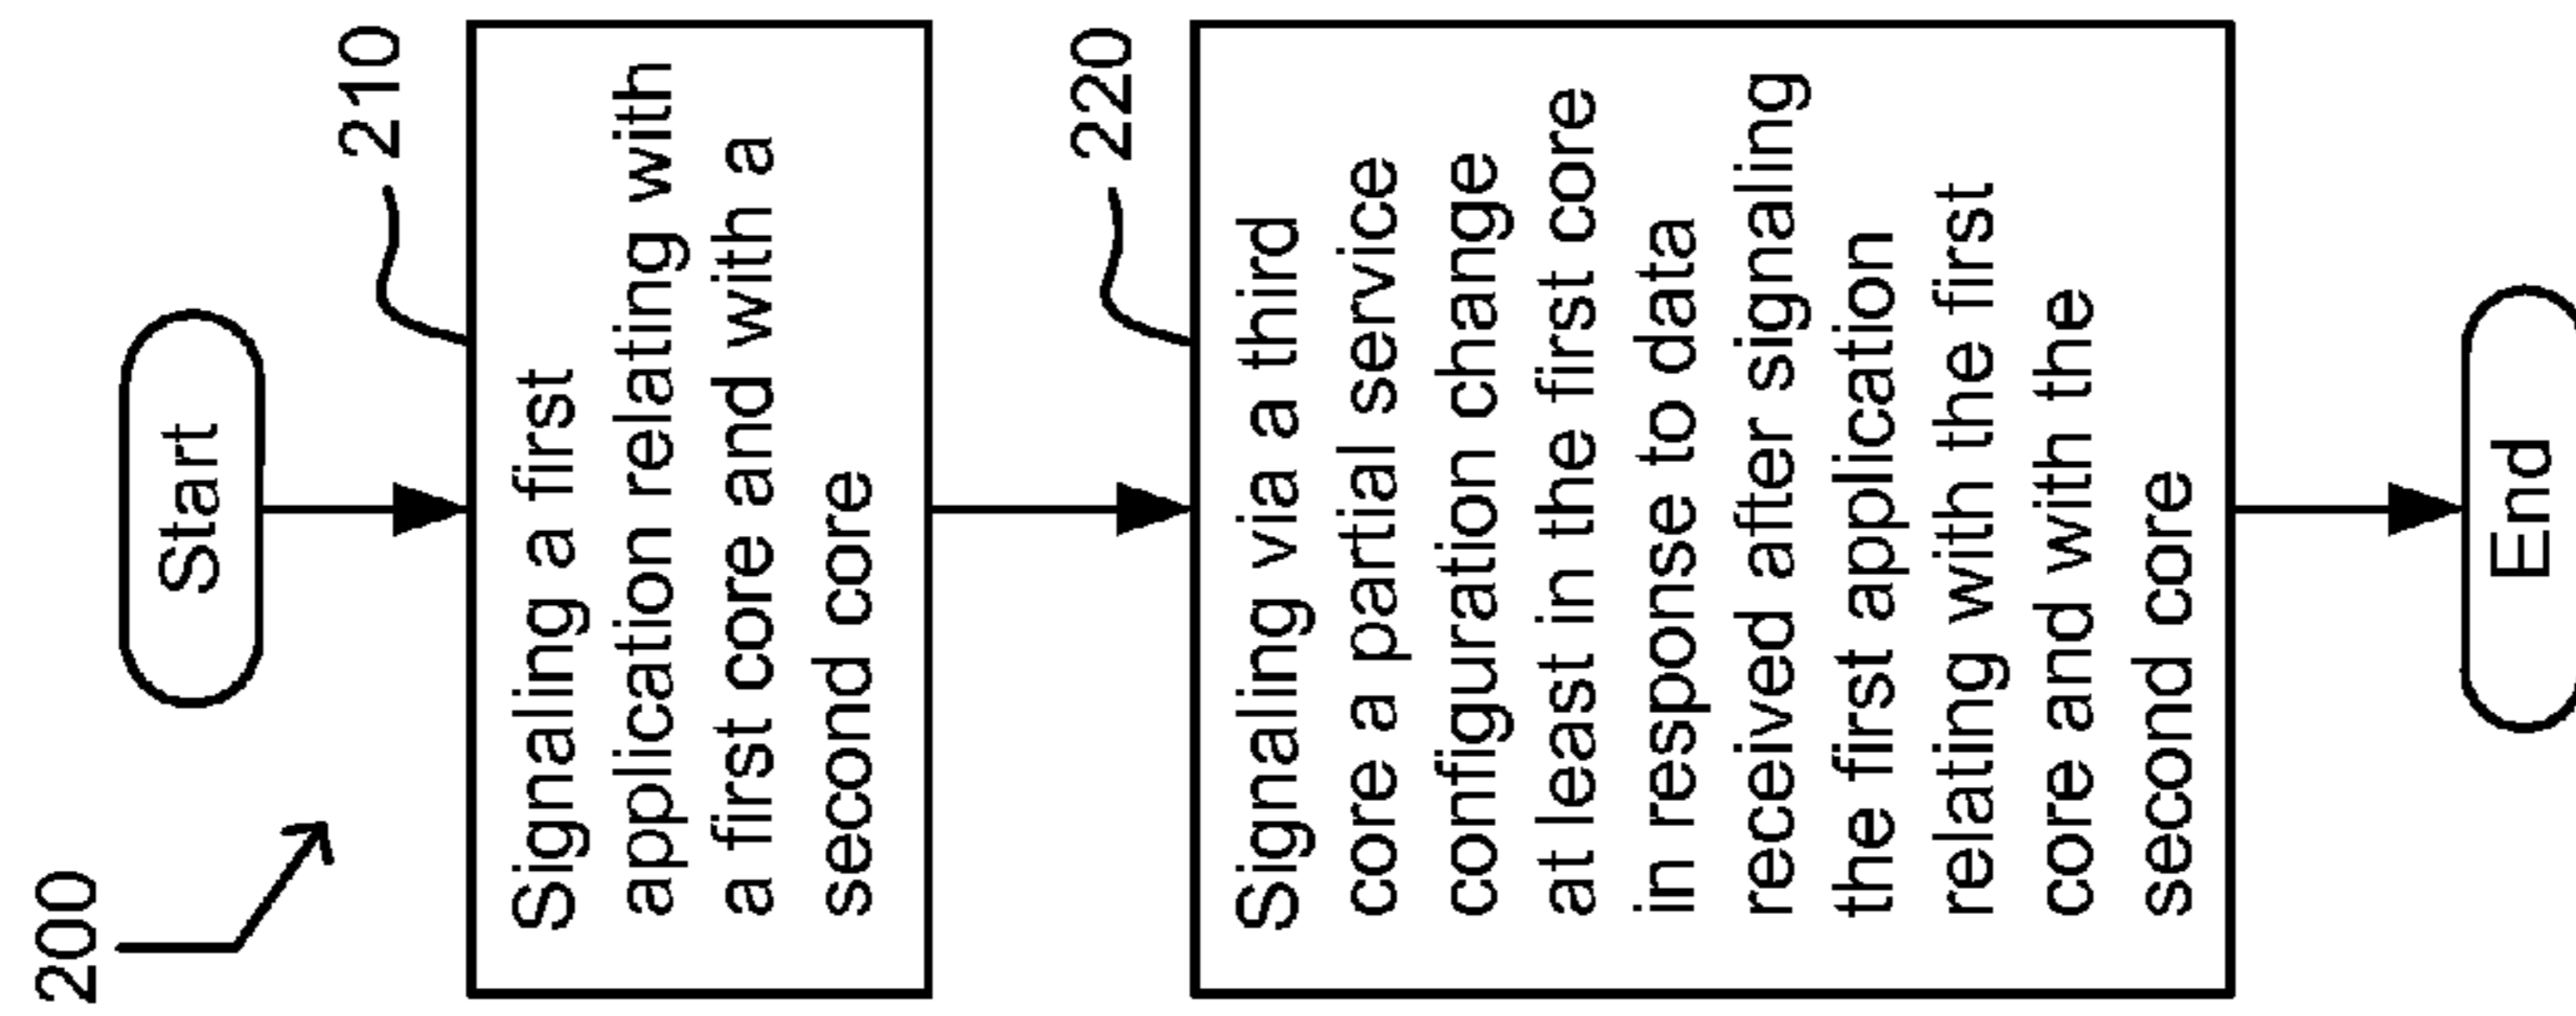 200
Start
210
Signaling a first
application relating with
a first core and with a
second core
220
Signaling via a third
core a partial service
configuration change
at least in the first core
in response to data
received after signaling
the first application
relating with the first
core and with the
second core
End